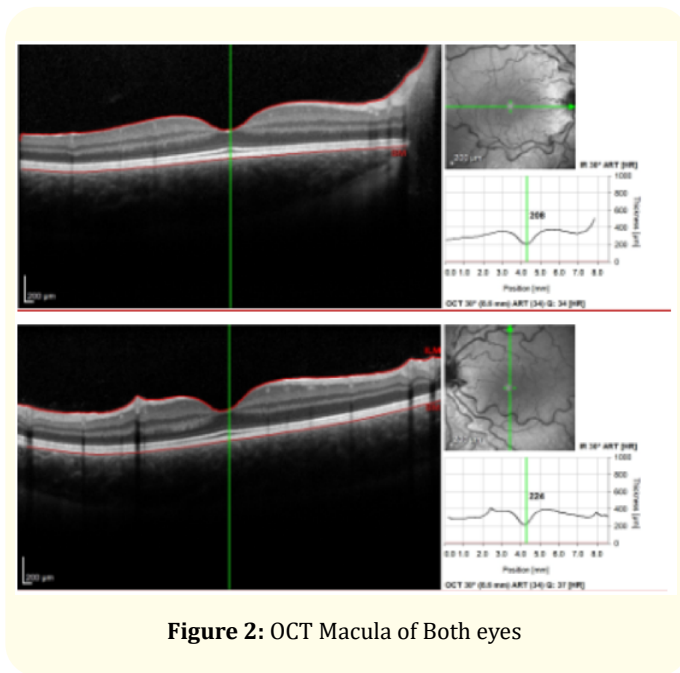 200 µm
IR 30° ART [HR]
1000
800
600
400
200
0
Thickness [µm]
208
0.0 1.0 2.0 3.0 4.0 5.0 6.0 7.0 8.0
Position [mm]
200 µm
OCT 30° (8.8 mm) ART (34) Q: 34 [HR]
ILM
200 µm
IR 30° ART [HR]
1000
800
600
400
200
0
Thickness [µm]
224
0.0 1.0 2.0 3.0 4.0 5.0 6.0 7.0 8.0
Position [mm]
200 µm
OCT 30° (8.8 mm) ART (34) Q: 37 [HR]
Figure 2: OCT Macula of Both eyes